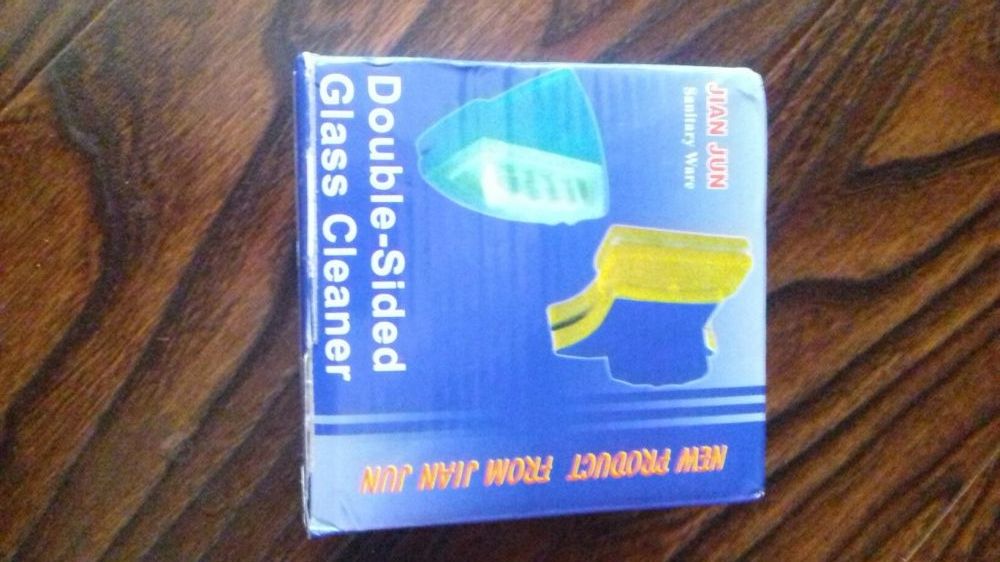 JIAN JUN
Sanitary Ware
Double-Sided
Glass Cleaner
NEW PRODUCT FROM JIAN JUN